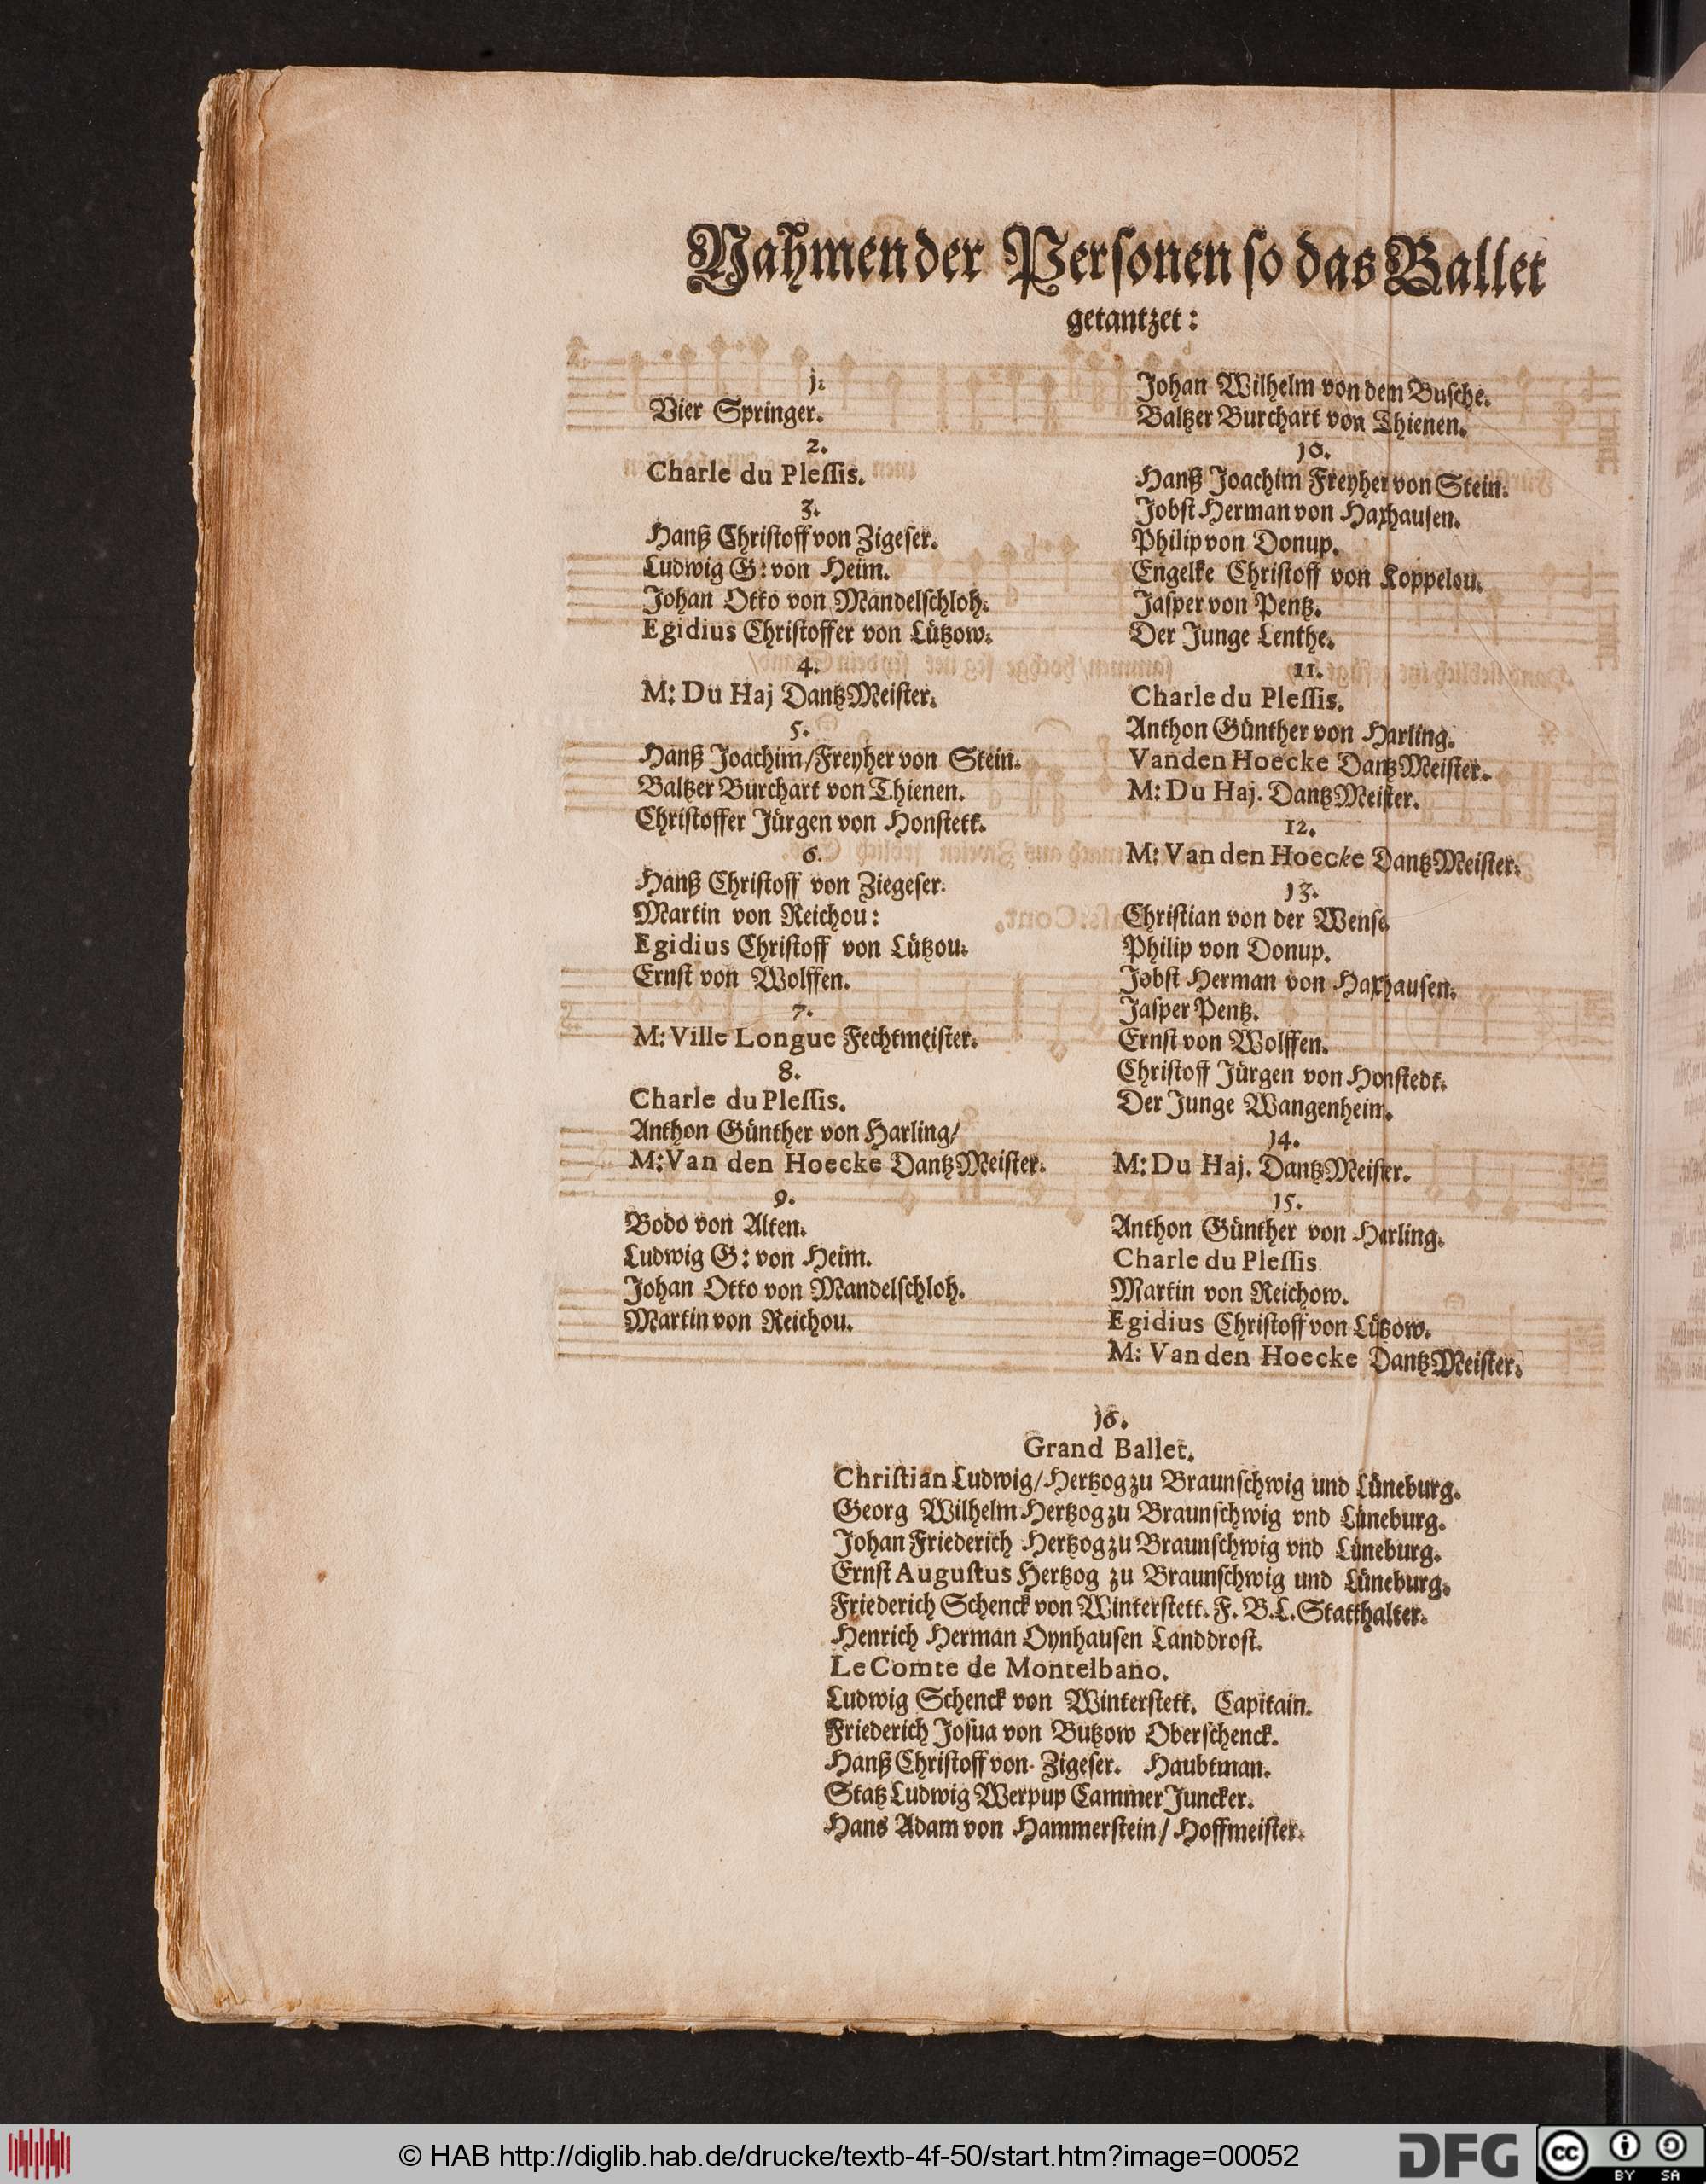 Nahmen der Personen so das Ballet
getantzet:
1.
Vier Springer.
2.
Charle du Plessis.
3.
Hanß Christoff von Zigeser.
Ludwig G: von Heim.
Johan Otto von Mandelschloh.
Egidius Christoffer von Lützow.
4.
M: Du Haj Dantz Meister.
5.
Hanß Joachim/Freyher von Stein.
Baltzer Burchart von Thienen.
Christoffer Jürgen von Honstett.
6.
Hanß Christoff von Ziegeser.
Martin von Reichou:
Egidius Christoff von Lützou.
Ernst von Wolffen.
7.
M: Ville Longue Fechtmeister.
8.
Charle du Plessis.
Anthon Günther von Harling/
M: Van den Hoecke Dantz Meister.
9.
Bodo von Alten.
Ludwig G: von Heim.
Johan Otto von Mandelschloh.
Martin von Reichou.
Johan Wilhelm von dem Busche.
Baltzer Burchart von Thienen.
10.
Hanß Joachim Freyher von Stein.
Jobst Herman von Haxhausen.
Philip von Donup.
Engelke Christoff von Koppelou.
Jasper von Pentz.
Der Junge Lenthe.
11.
Charle du Plessis.
Anthon Günther von Harling.
Vanden Hoecke Dantz Meister.
M: Du Haj. Dantz Meister.
12.
M: Van den Hoecke Dantz Meister.
13.
Christian von der Wense
Philip von Donup.
Jobst Herman von Haxhausen.
Jasper Pentz.
Ernst von Wolffen.
Christoff Jürgen von Honstedt.
Der Junge Wangenheim.
14.
M: Du Haj. Dantz Meister.
15.
Anthon Günther von Harling.
Charle du Plessis.
Martin von Reichow.
Egidius Christoff von Lützow.
M: Van den Hoecke Dantz Meister.
16.
Grand Ballet.
Christian Ludwig/Hertzog zu Braunschwig und Lüneburg.
Georg Wilhelm Hertzog zu Braunschwig vnd Lüneburg.
Johan Friederich Hertzog zu Braunschwig vnd Lüneburg.
Ernst Augustus Hertzog zu Braunschwig und Lüneburg.
Friederich Schenck von Winterstett. F. B. L. Statthalter.
Henrich Herman Oynhausen Landdrost.
Le Comte de Montelbano.
Ludwig Schenck von Winterstett. Capitain.
Friederich Josua von Butzow Oberschenck.
Hanß Christoff von Zigeser. Haubtman.
Statz Ludwig Werpup Cammer Juncker.
Hans Adam von Hammerstein/ Hoffmeister.
© HAB http://diglib.hab.de/drucke/textb-4f-50/start.htm?image=00052
DFG
cc BY SA